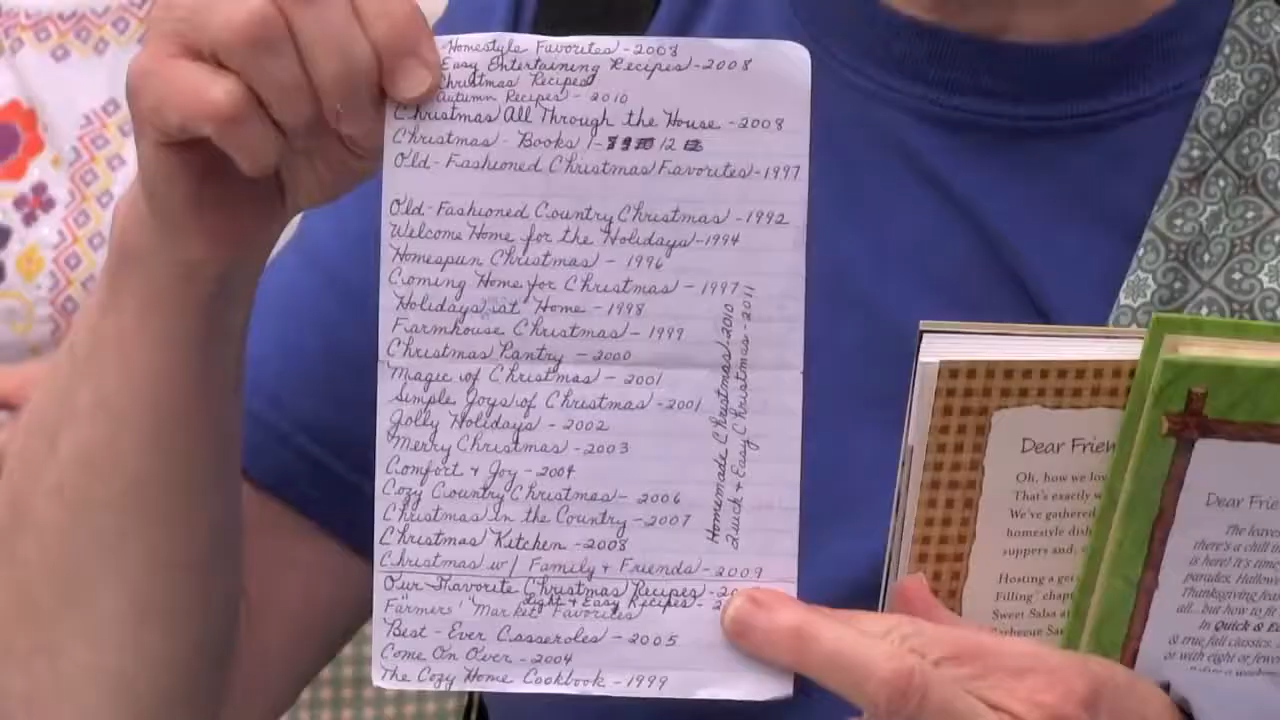 Homestyle Favorites - 2008
Easy Entertaining Recipes - 2008
Christmas Recipes
Autumn Recipes - 2010
Christmas All Through the House - 2008
Christmas - Books 1- 12
Old-Fashioned Christmas Favorites - 1997
Old-Fashioned Country Christmas - 1992
Welcome Home for the Holidays - 1994
Homespun Christmas - 1996
Coming Home for Christmas - 1997
Holidays at Home - 1998
Farmhouse Christmas - 1999
Christmas Pantry - 2000
Magic of Christmas - 2001
Simple Joys of Christmas - 2001
Jolly Holidays - 2002
Merry Christmas - 2003
Comfort + Joy - 2004
Cozy Country Christmas - 2006
Christmas in the Country - 2007
Christmas Kitchen - 2008
Christmas w/ Family + Friends - 2009
Our Favorite Christmas Recipes -
Light + Easy Recipes -
Farmers' Market Favorites
Best-Ever Casseroles - 2005
Come On Over - 2004
The Cozy Home Cookbook - 1999
Homemade Christmas - 2010
Quick + Easy Christmas - 2011
Dear Frien
Oh, how we lov
That's exactly w
We've gathered
homestyle dish
suppers and,
Hosting a get
Filling" chapt
Sweet Salsa a
Barbecue Sa
Dear Frie
The leaves
there's a chill i
is here! It's time
parades, Hallow
Thanksgiving feas
all...but how to fi
In Quick & Ea
& true fall classics.
or with eight or fewer